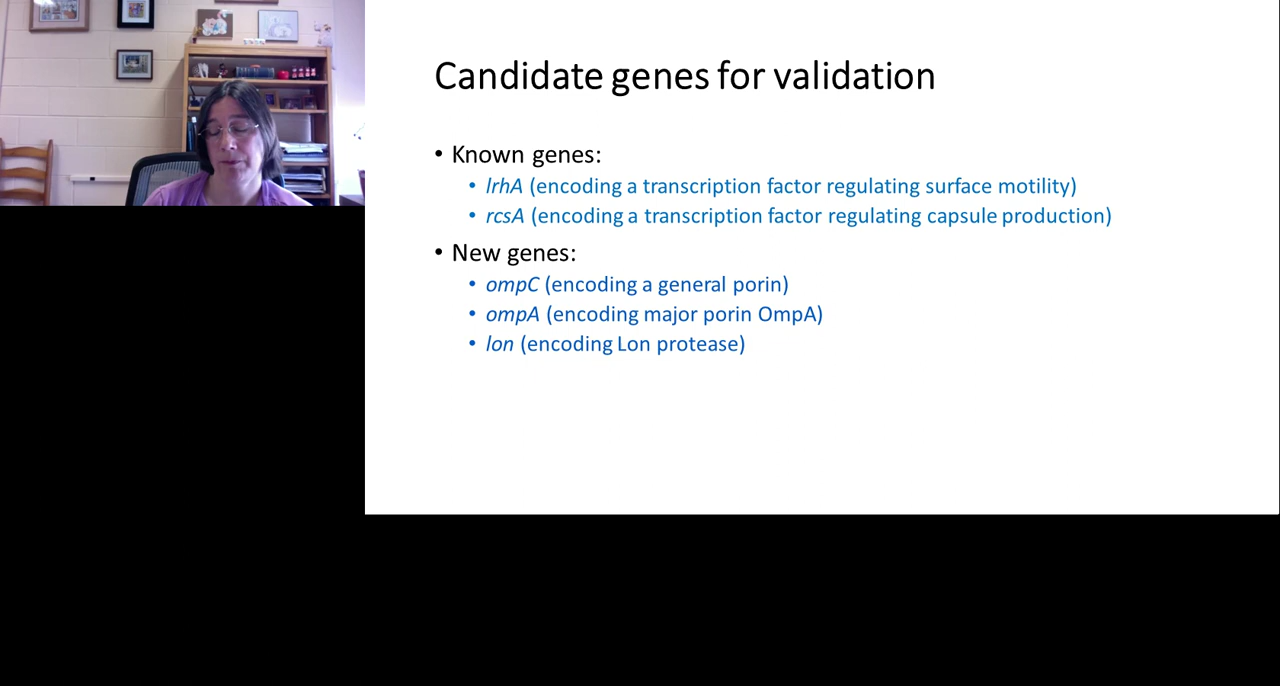 Candidate genes for validation
• Known genes:
• lrhA (encoding a transcription factor regulating surface motility)
• rcsA (encoding a transcription factor regulating capsule production)
• New genes:
• ompC (encoding a general porin)
• ompA (encoding major porin OmpA)
• lon (encoding Lon protease)